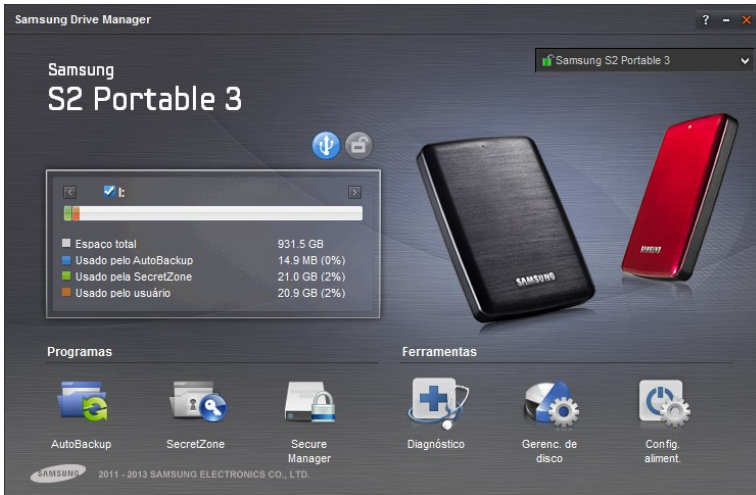 Samsung Drive Manager
? - ×
Samsung S2 Portable 3
Samsung
S2 Portable 3
I:
Espaço total 931.5 GB
Usado pelo AutoBackup 14.9 MB (0%)
Usado pela SecretZone 21.0 GB (2%)
Usado pelo usuário 20.9 GB (2%)
SAMSUNG
SAMSUNG
Programas Ferramentas
AutoBackup SecretZone Secure Manager Diagnóstico Gerenc. de disco Config. aliment.
SAMSUNG 2011 - 2013 SAMSUNG ELECTRONICS CO., LTD.